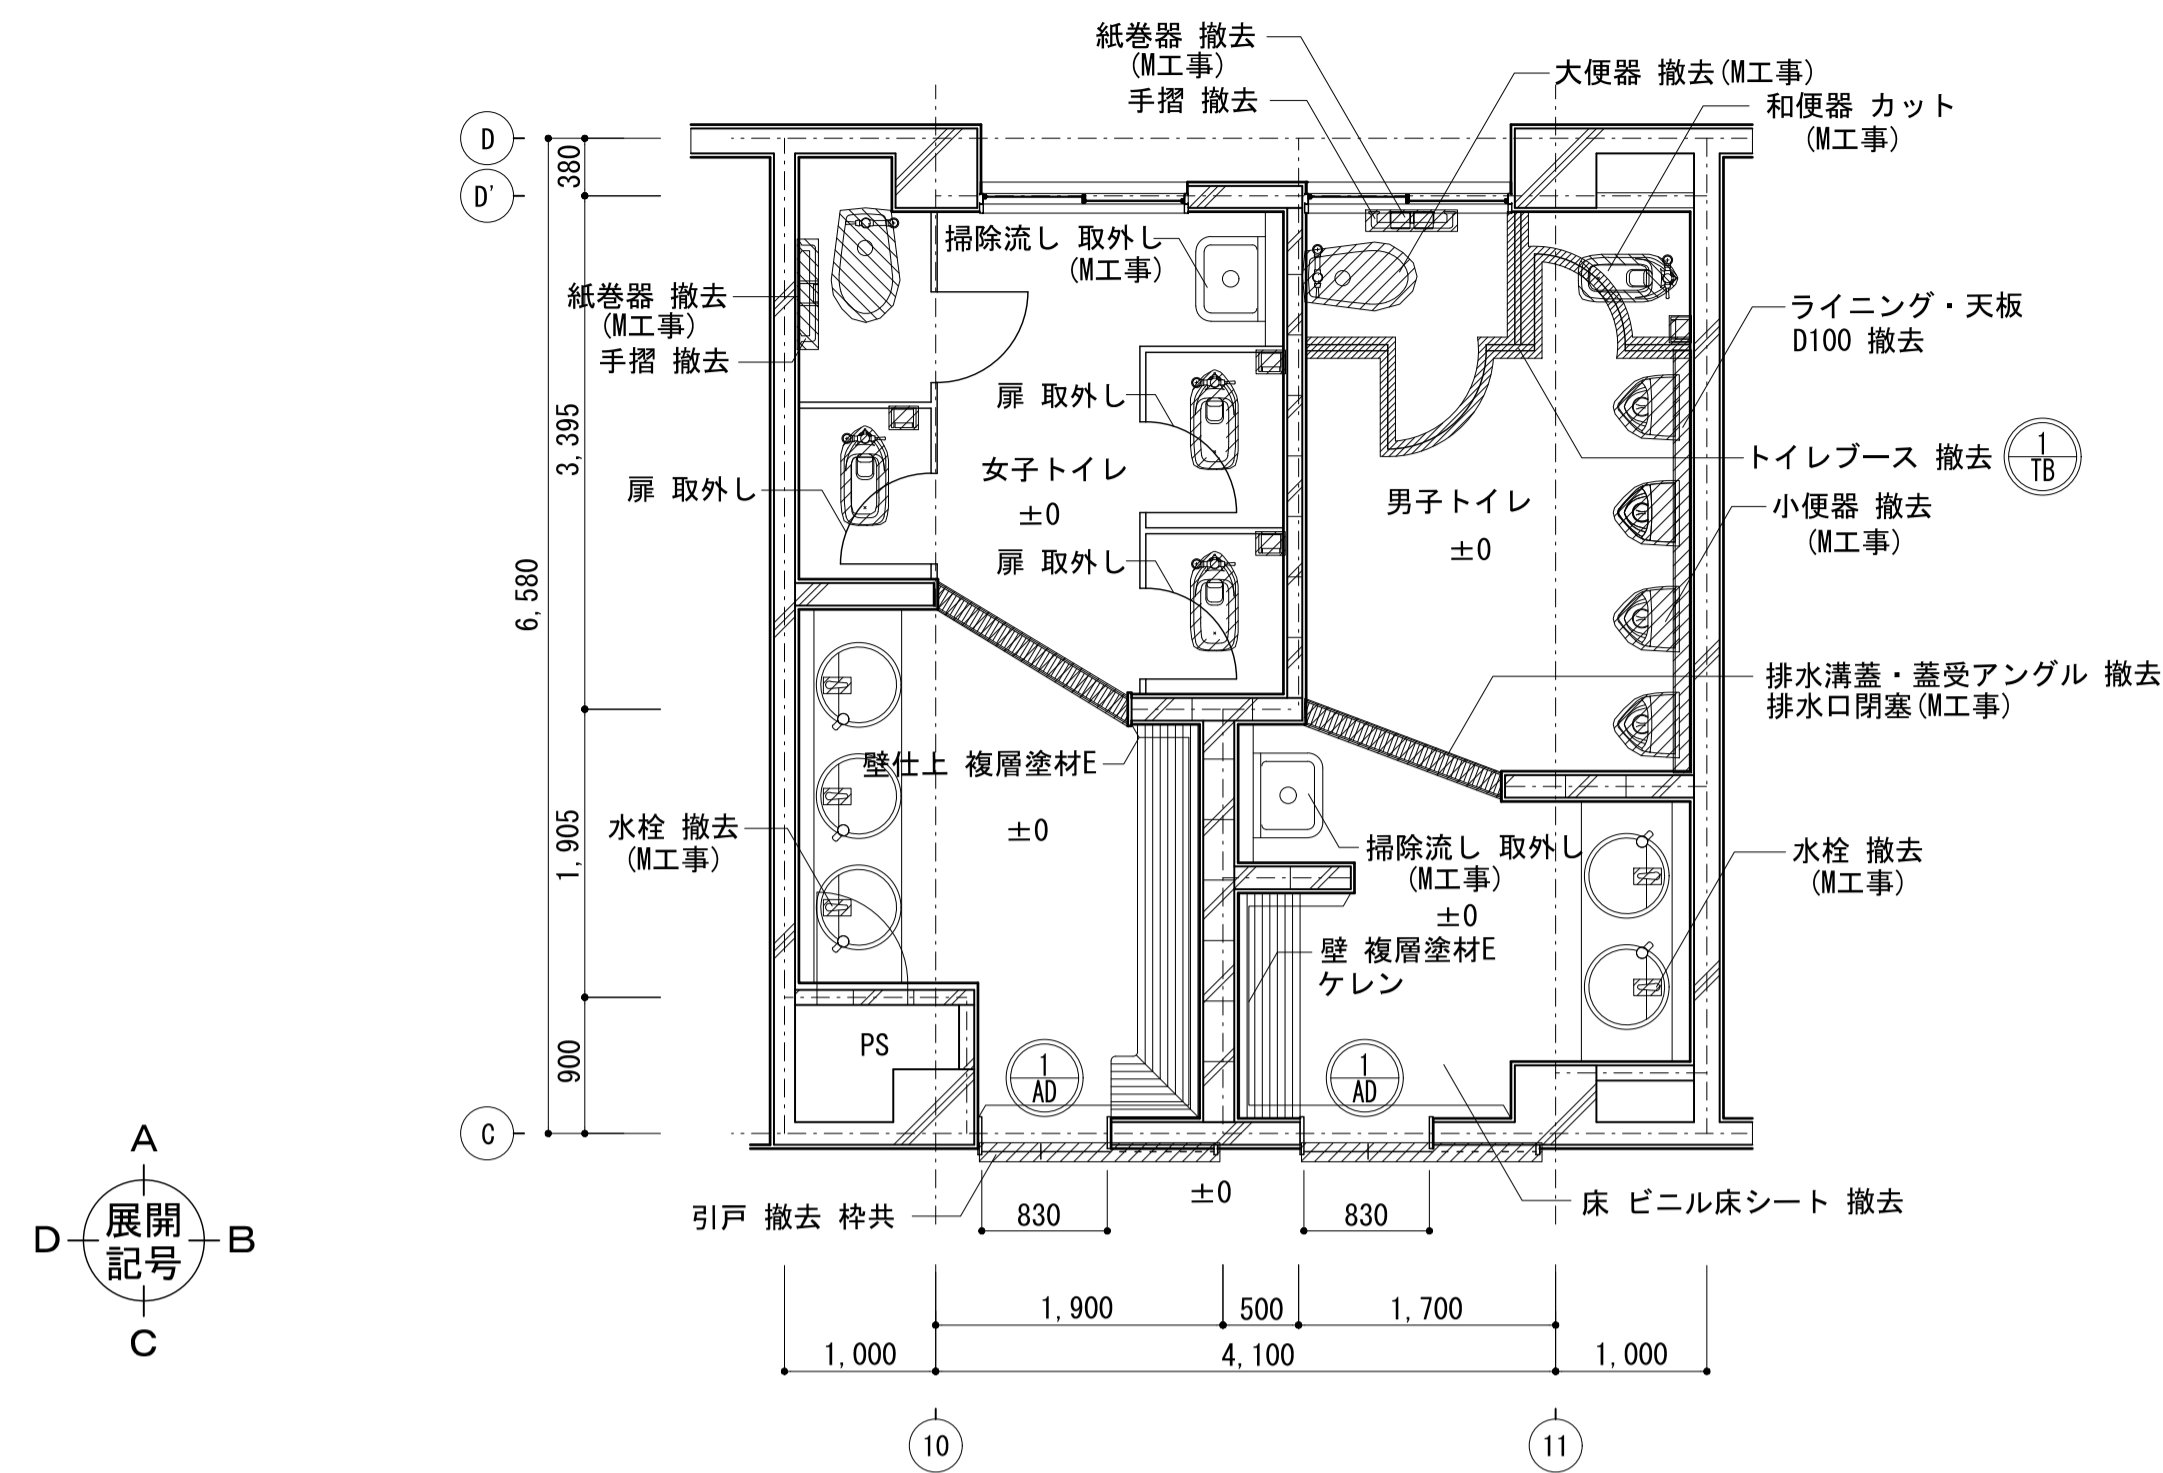 紙巻器 撤去
(M工事)
手摺 撤去
大便器 撤去(M工事)
和便器 カット
(M工事)
D
D'
380
3,395
6,580
1,905
900
C
掃除流し 取外し
(M工事)
紙巻器 撤去
(M工事)
手摺 撤去
ライニング・天板
D100 撤去
扉 取外し
女子トイレ
±0
扉 取外し
扉 取外し
男子トイレ
±0
トイレブース 撤去
1
TB
小便器 撤去
(M工事)
排水溝蓋・蓋受アングル 撤去
排水口閉塞(M工事)
壁仕上 複層塗材E
±0
水栓 撤去
(M工事)
掃除流し 取外し
(M工事)
±0
水栓 撤去
(M工事)
壁 複層塗材E
ケレン
PS
1
AD
1
AD
引戸 撤去 枠共
±0
床 ビニル床シート 撤去
830
830
A
D
展開
記号
B
C
1,900
500
1,700
1,000
4,100
1,000
10
11